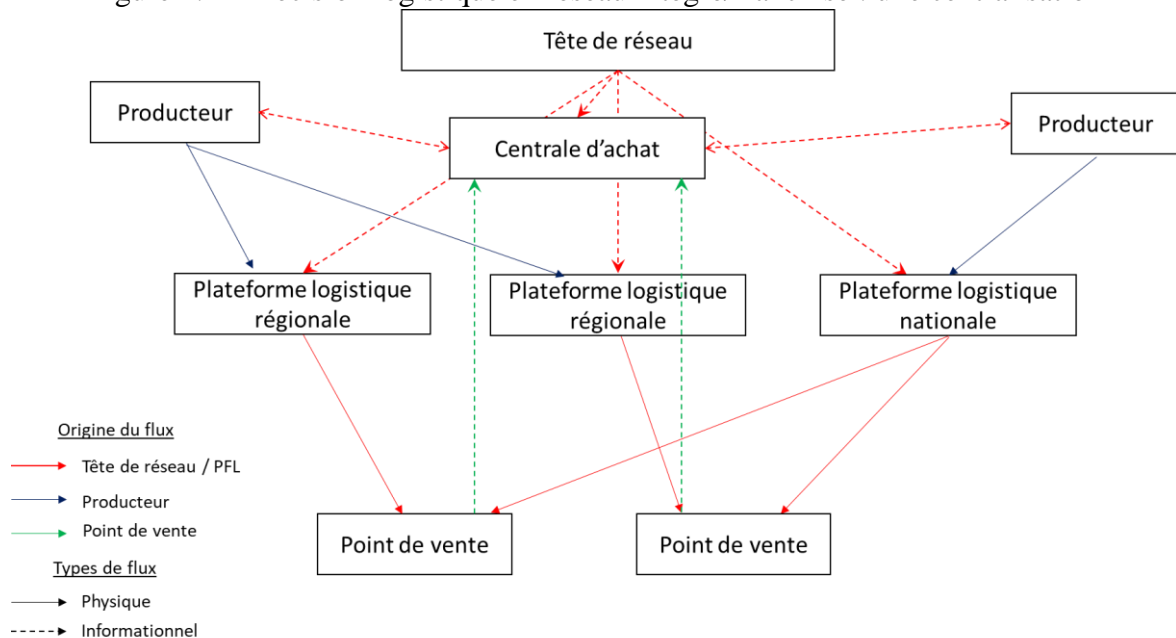 Tête de réseau
Producteur
Centrale d'achat
Producteur
Plateforme logistique
régionale
Plateforme logistique
régionale
Plateforme logistique
nationale
Origine du flux
Tête de réseau / PFL
Producteur
Point de vente
Types de flux
Physique
Informationnel
Point de vente
Point de vente